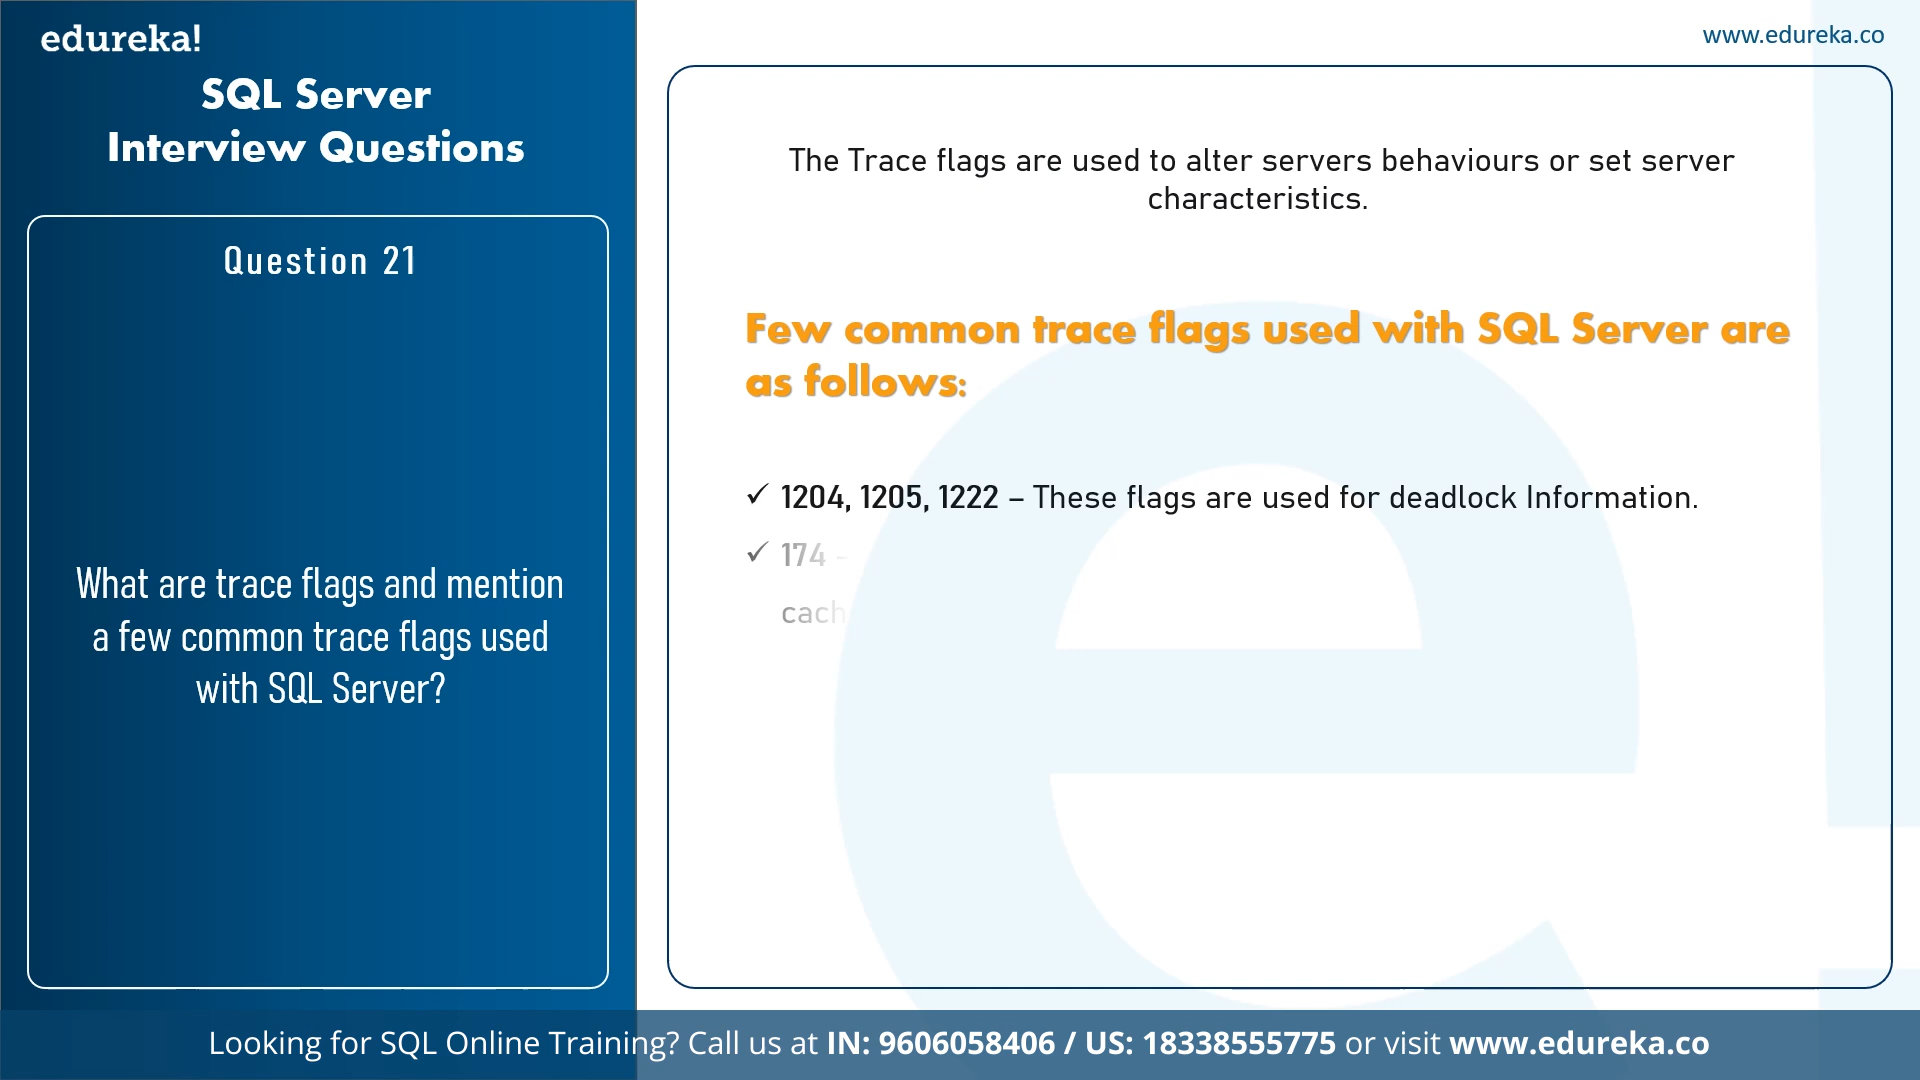 edureka!
www.edureka.co
SQL Server
Interview Questions
Question 21
What are trace flags and mention
a few common trace flags used
with SQL Server?
The Trace flags are used to alter servers behaviours or set server
characteristics.
Few common trace flags used with SQL Server are
as follows:
✓ 1204, 1205, 1222 – These flags are used for deadlock Information.
✓ 174 –
Looking for SQL Online Training? Call us at IN: 9606058406 / US: 18338555775 or visit www.edureka.co